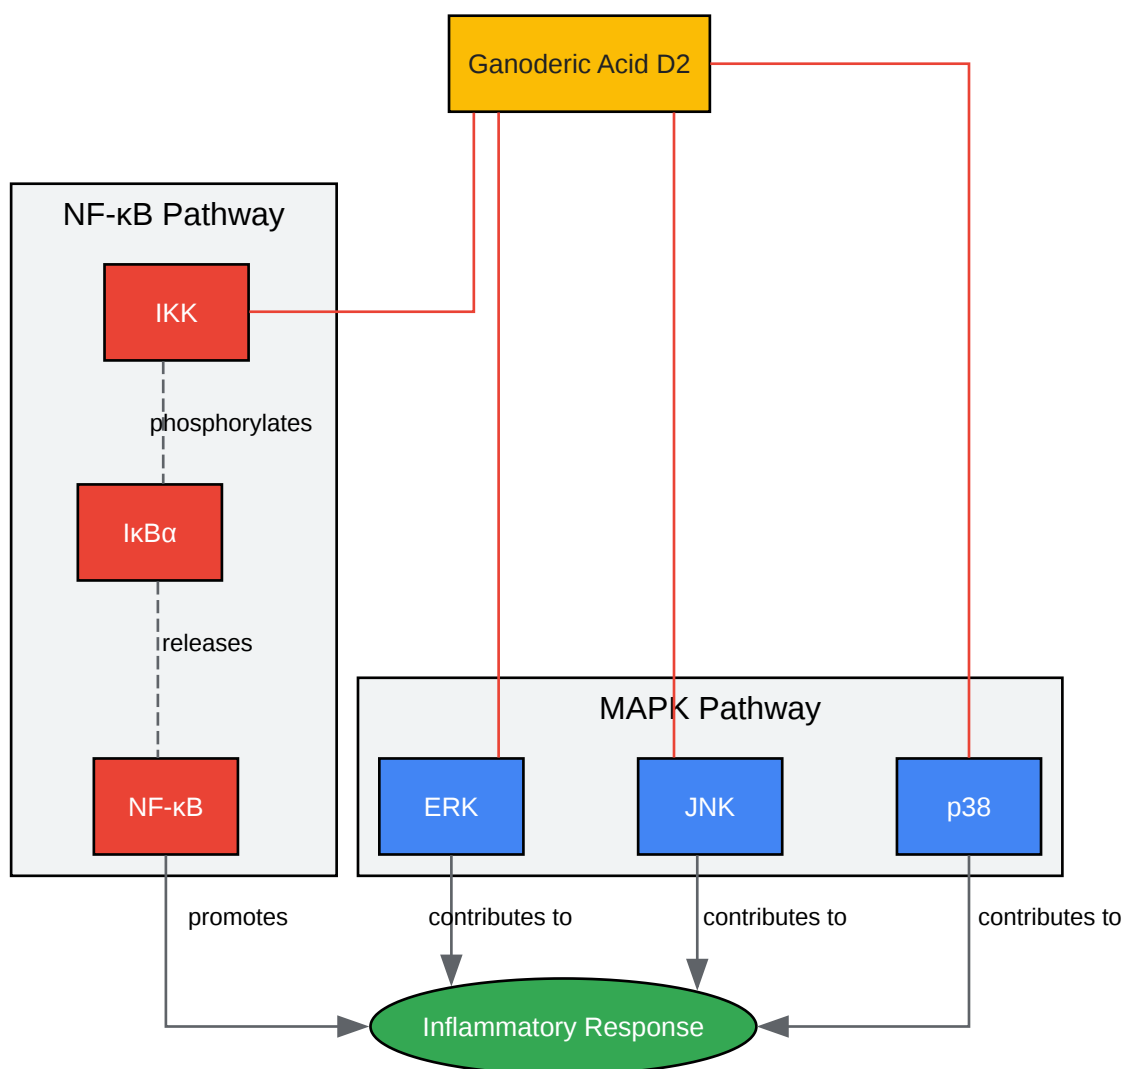 Ganoderic Acid D2
NF-κB Pathway
IKK
phosphorylates
IκBα
releases
MAPK Pathway
NF-κB
ERK
JNK
p38
promotes
contributes to
contributes to
contributes to
Inflammatory Response